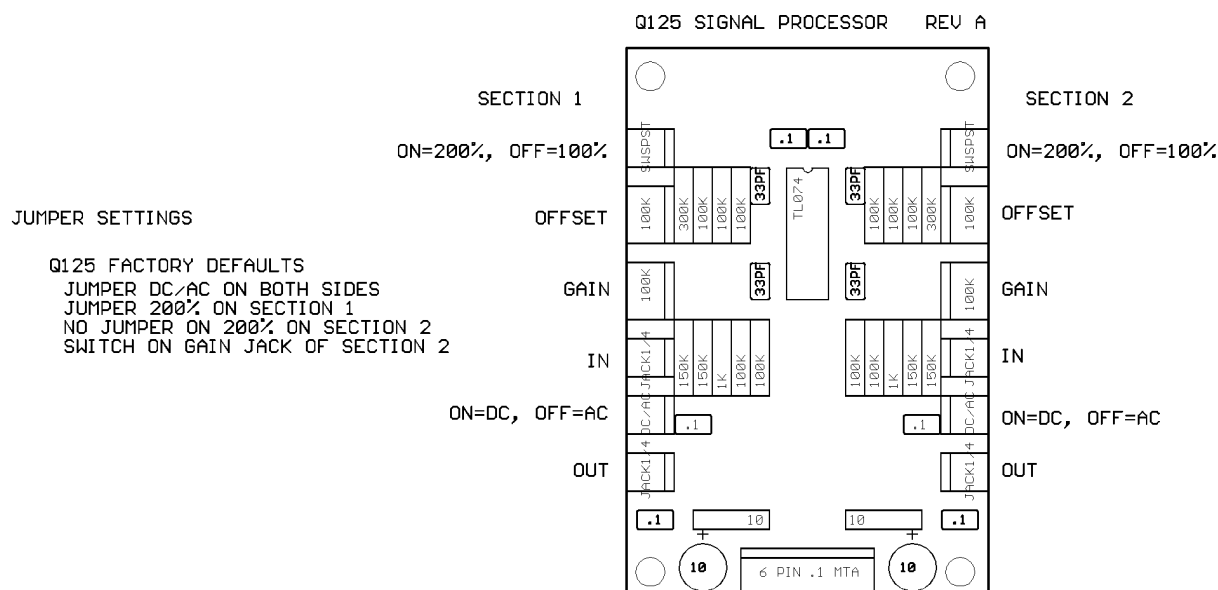 Q125 SIGNAL PROCESSOR REV A
SECTION 1
SECTION 2
ON=200%, OFF=100%
SWSPST
.1
.1
SWSPST
ON=200%, OFF=100%
JUMPER SETTINGS
OFFSET
100K
300K
100K
100K
100K
33PF
TL074
33PF
100K
100K
100K
300K
100K
OFFSET
Q125 FACTORY DEFAULTS
JUMPER DC/AC ON BOTH SIDES
JUMPER 200% ON SECTION 1
NO JUMPER ON 200% ON SECTION 2
SWITCH ON GAIN JACK OF SECTION 2
GAIN
100K
33PF
33PF
100K
GAIN
IN
JACK1/4
150K
150K
1K
100K
100K
100K
100K
1K
150K
150K
JACK1/4
IN
ON=DC, OFF=AC
DC/AC
.1
.1
DC/AC
ON=DC, OFF=AC
OUT
JACK1/4
JACK1/4
OUT
.1
10
10
.1
+
+
10
6 PIN .1 MTA
10